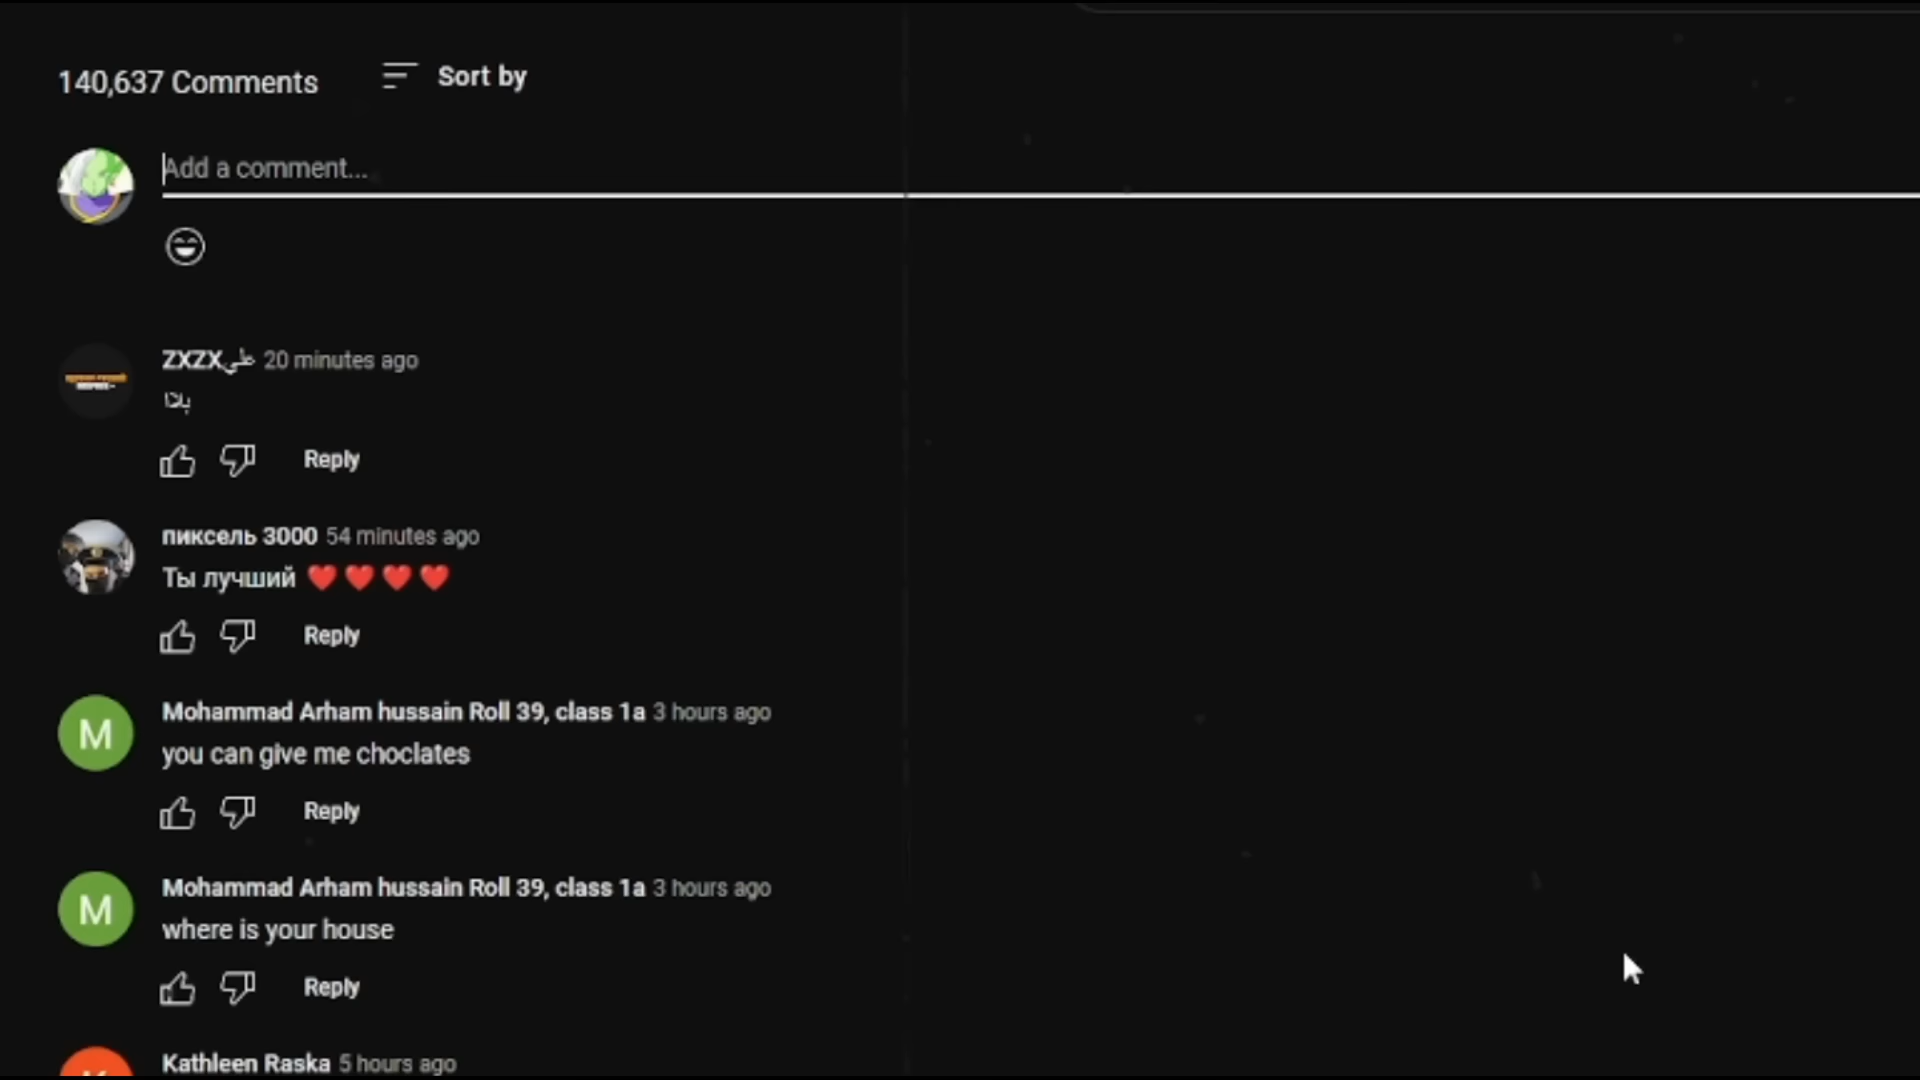 140,637 Comments
Sort by
Add a comment...
20 minutes ago
Reply
пиксель 3000 54 minutes ago
Ты лучший ❤️❤️❤️❤️
Reply
Mohammad Arham hussain Roll 39, class 1a 3 hours ago
you can give me choclates
Reply
M
Mohammad Arham hussain Roll 39, class 1a 3 hours ago
where is your house
Reply
M
Kathleen Raska 5 hours ago